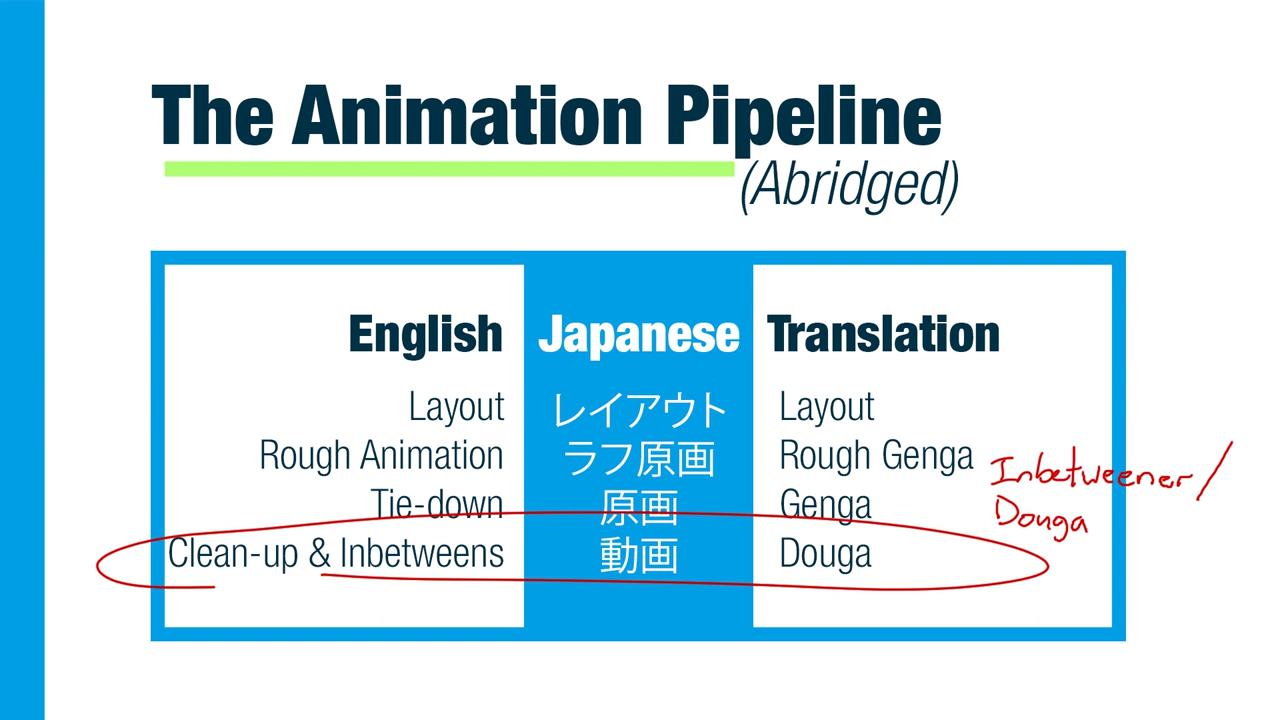 The Animation Pipeline
(Abridged)
English Japanese Translation
Layout レイアウト Layout
Rough Animation ラフ原画 Rough Genga
Inbetweener /
Tie-down 原画 Genga
Douga
Clean-up & Inbetweens 動画 Douga